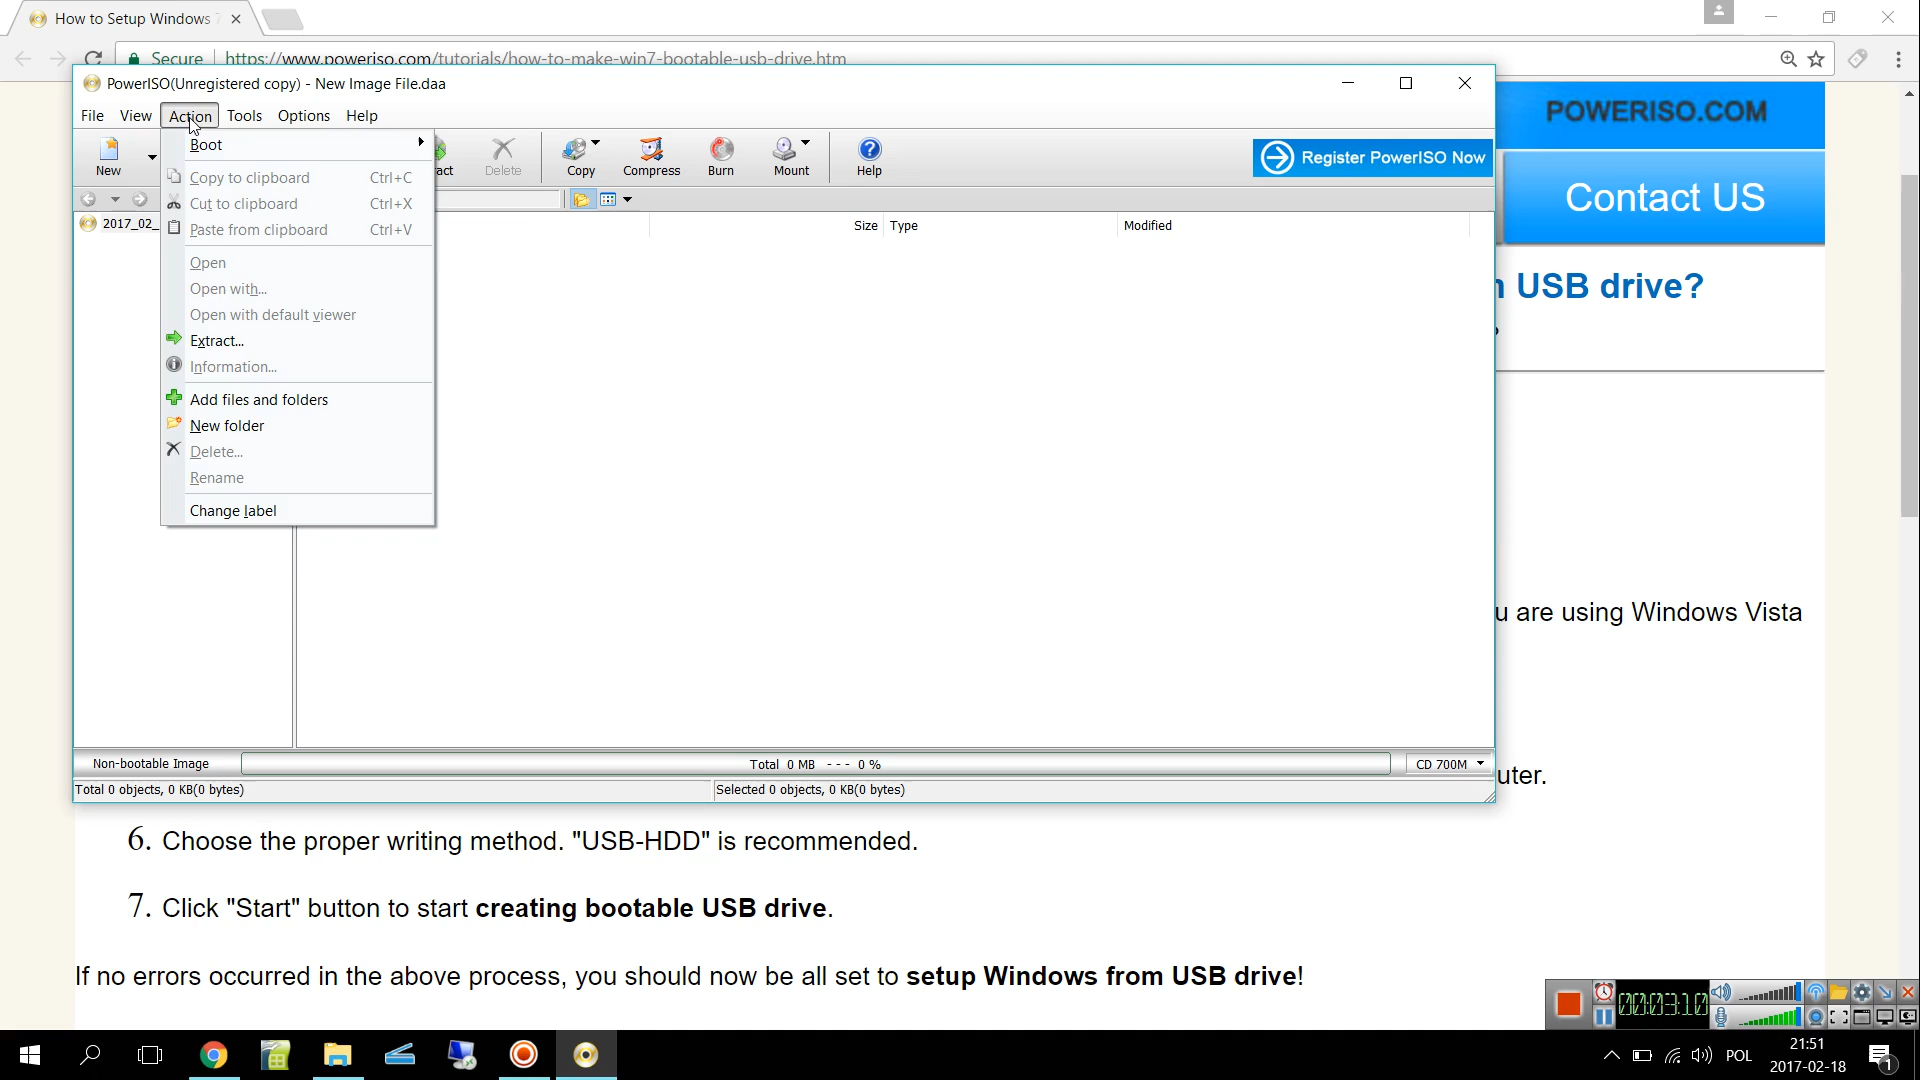 How to Setup Windows 7
Secure https://www.poweriso.com/tutorials/how-to-make-win7-bootable-usb-drive.htm
PowerISO(Unregistered copy) - New Image File.daa
File View Action Tools Options Help
New
act
Delete
Copy
Compress
Burn
Mount
Help
Register PowerISO Now
Boot
Copy to clipboard Ctrl+C
Cut to clipboard Ctrl+X
Paste from clipboard Ctrl+V
Open
Open with...
Open with default viewer
Extract...
Information...
Add files and folders
New folder
Delete...
Rename
Change label
2017_02_
Size Type Modified
Non-bootable Image
Total 0 MB - - - 0 %
CD 700M
Total 0 objects, 0 KB(0 bytes)
Selected 0 objects, 0 KB(0 bytes)
POWERISO.COM
Contact US
USB drive?
u are using Windows Vista
uter.
6. Choose the proper writing method. "USB-HDD" is recommended.
7. Click "Start" button to start creating bootable USB drive.
If no errors occurred in the above process, you should now be all set to setup Windows from USB drive!
00:03:10
POL
21:51
2017-02-18
1